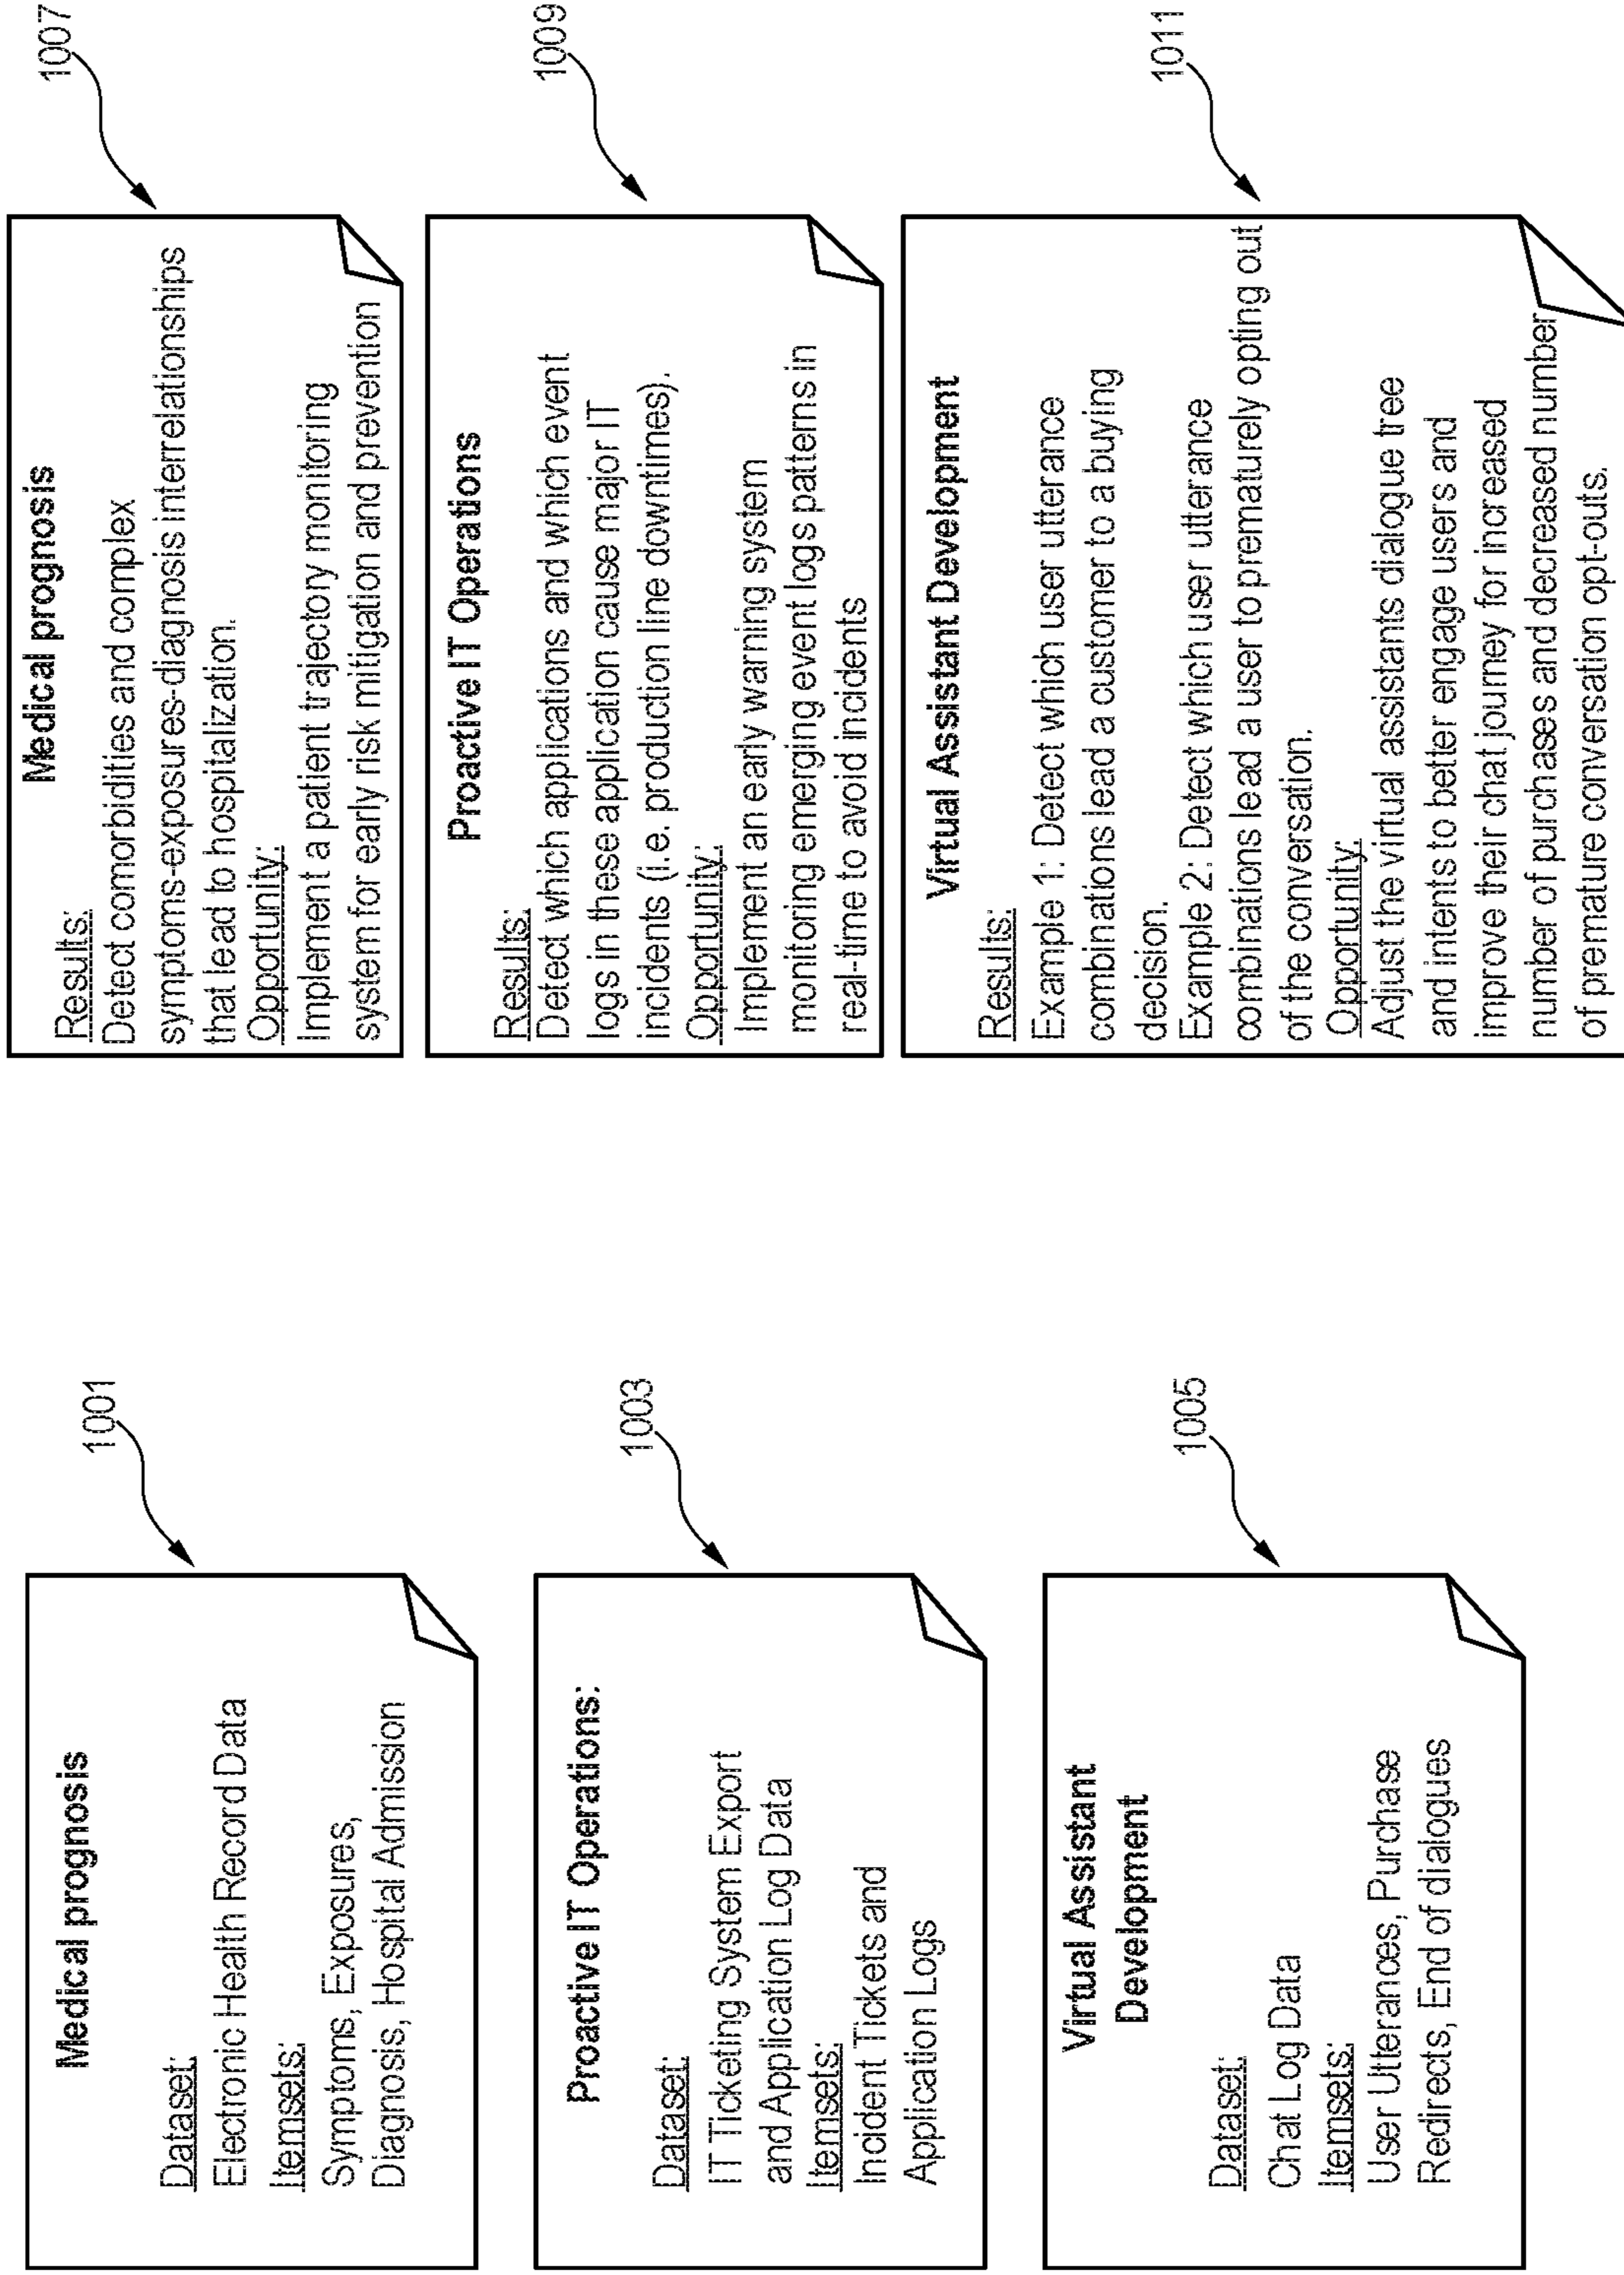 Medical prognosis
Dataset:
Electronic Health Record Data
Itemsets:
Symptoms, Exposures,
Diagnosis, Hospital Admission
1001
Proactive IT Operations:
Dataset:
IT Ticketing System Export
and Application Log Data
Itemsets:
Incident Tickets and
Application Logs
1003
Virtual Assistant
Development
Dataset:
Chat Log Data
Itemsets:
User Utterances, Purchase
Redirects, End of dialogues
1005
Medical prognosis
Results:
Detect comorbidities and complex
symptoms-exposures-diagnosis interrelationships
that lead to hospitalization.
Opportunity:
Implement a patient trajectory monitoring
system for early risk mitigation and prevention
1007
Proactive IT Operations
Results:
Detect which applications and which event
logs in these application cause major IT
incidents (i.e. production line downtimes).
Opportunity:
Implement an early warning system
monitoring emerging event logs patterns in
real-time to avoid incidents
1009
Virtual Assistant Development
Results:
Example 1: Detect which user utterance
combinations lead a customer to a buying
decision.
Example 2: Detect which user utterance
combinations lead a user to prematurely opting out
of the conversation.
Opportunity:
Adjust the virtual assistants dialogue tree
and intents to better engage users and
improve their chat journey for increased
number of purchases and decreased number
of premature conversation opt-outs.
1011